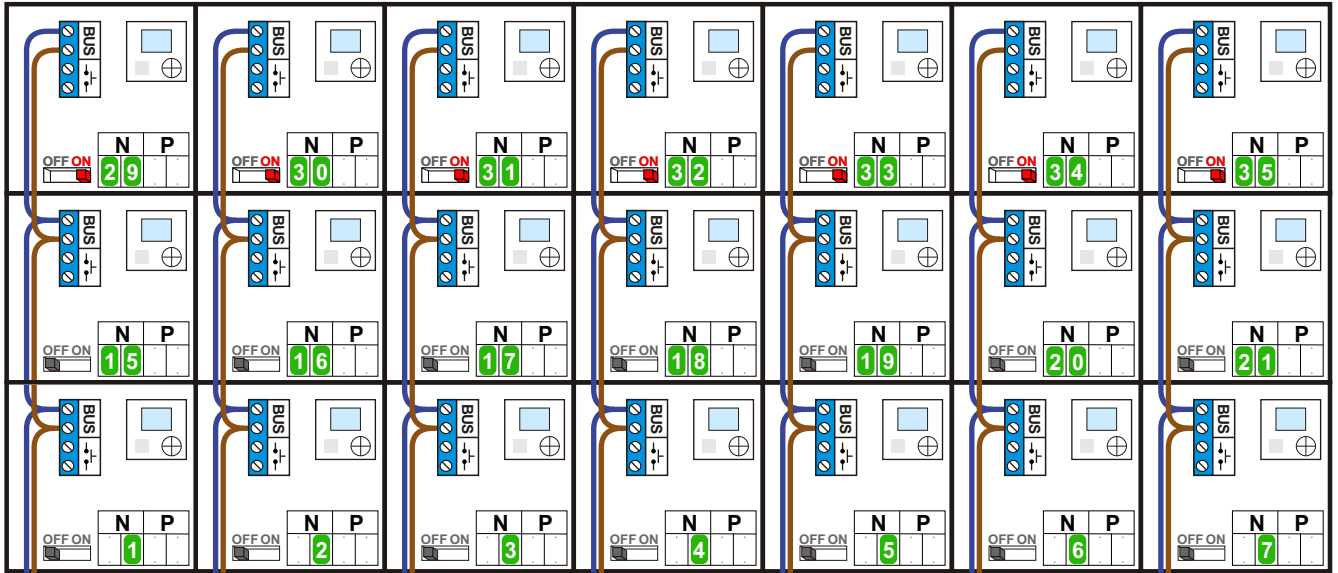 BUS BUS BUS BUS BUS BUS BUS
N P N P N P N P N P N P N P
OFF ON 29 OFF ON 30 OFF ON 31 OFF ON 32 OFF ON 33 OFF ON 34 OFF ON 35
BUS BUS BUS BUS BUS BUS BUS
N P N P N P N P N P N P N P
OFF ON 15 OFF ON 16 OFF ON 17 OFF ON 18 OFF ON 19 OFF ON 20 OFF ON 21
BUS BUS BUS BUS BUS BUS BUS
N P N P N P N P N P N P N P
OFF ON 1 OFF ON 2 OFF ON 3 OFF ON 4 OFF ON 5 OFF ON 6 OFF ON 7